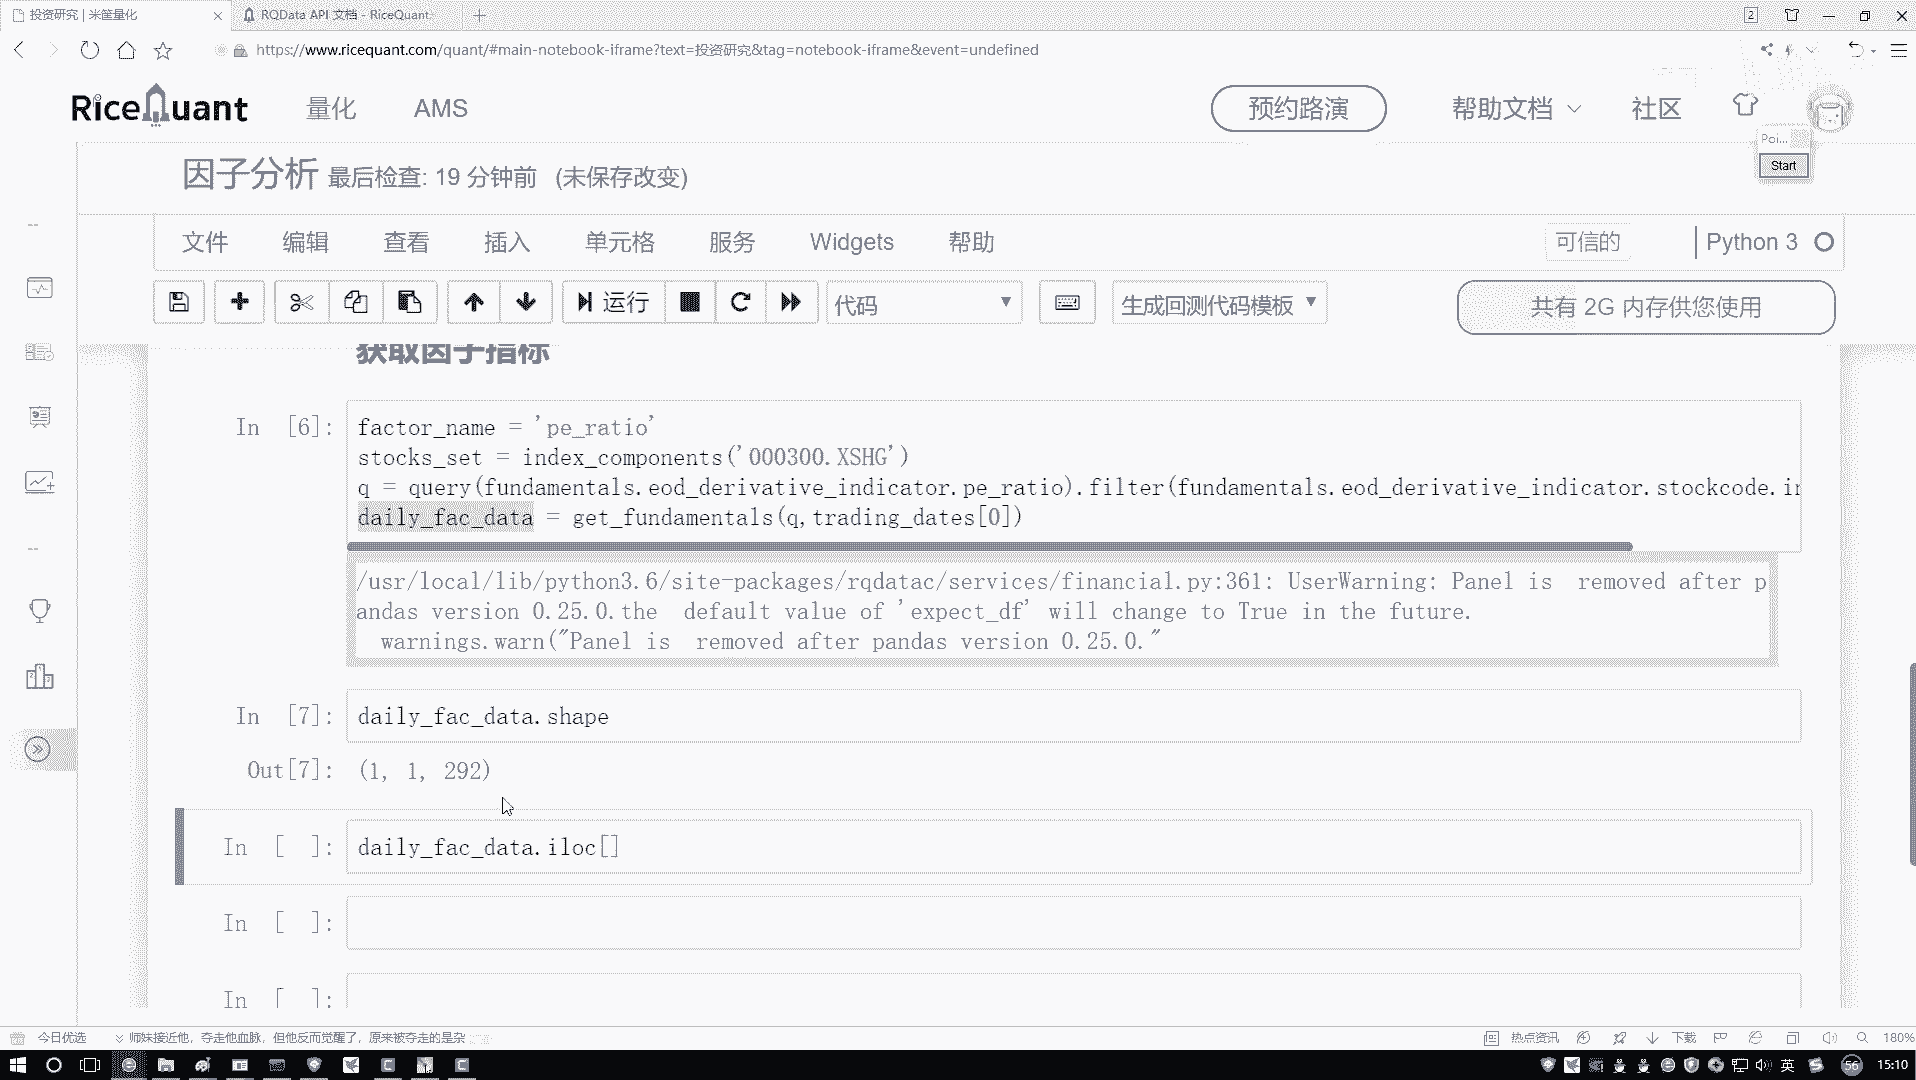 投资研究 | 米筐量化
RQData API 文档 - RiceQuant
2
https://www.ricequant.com/quant/#main-notebook-iframe?text=投资研究&tag=notebook-iframe&event=undefined
RiceQuant 量化 AMS 预约路演 帮助文档 社区
Poi...
Start
因子分析 最后检查: 19 分钟前 (未保存改变)
文件 编辑 查看 插入 单元格 服务 Widgets 帮助 可信的 Python 3
运行 代码 生成回测代码模板 共有 2G 内存供您使用
获取因子指标
In [6]: factor_name = 'pe_ratio'
stocks_set = index_components('000300.XSHG')
q = query(fundamentals.eod_derivative_indicator.pe_ratio).filter(fundamentals.eod_derivative_indicator.stockcode.in
daily_fac_data = get_fundamentals(q,trading_dates[0])
/usr/local/lib/python3.6/site-packages/rqdatac/services/financial.py:361: UserWarning: Panel is  removed after p
andas version 0.25.0.the  default value of 'expect_df' will change to True in the future.
warnings.warn("Panel is  removed after pandas version 0.25.0."
In [7]: daily_fac_data.shape
Out[7]: (1, 1, 292)
In [ ]: daily_fac_data.iloc[]
In [ ]:
In [ ]:
今日优选 师妹接近他，夺走他血脉，但他反而觉醒了，原来被夺走的是杂 热点资讯 下载 180%
英 56 15:10